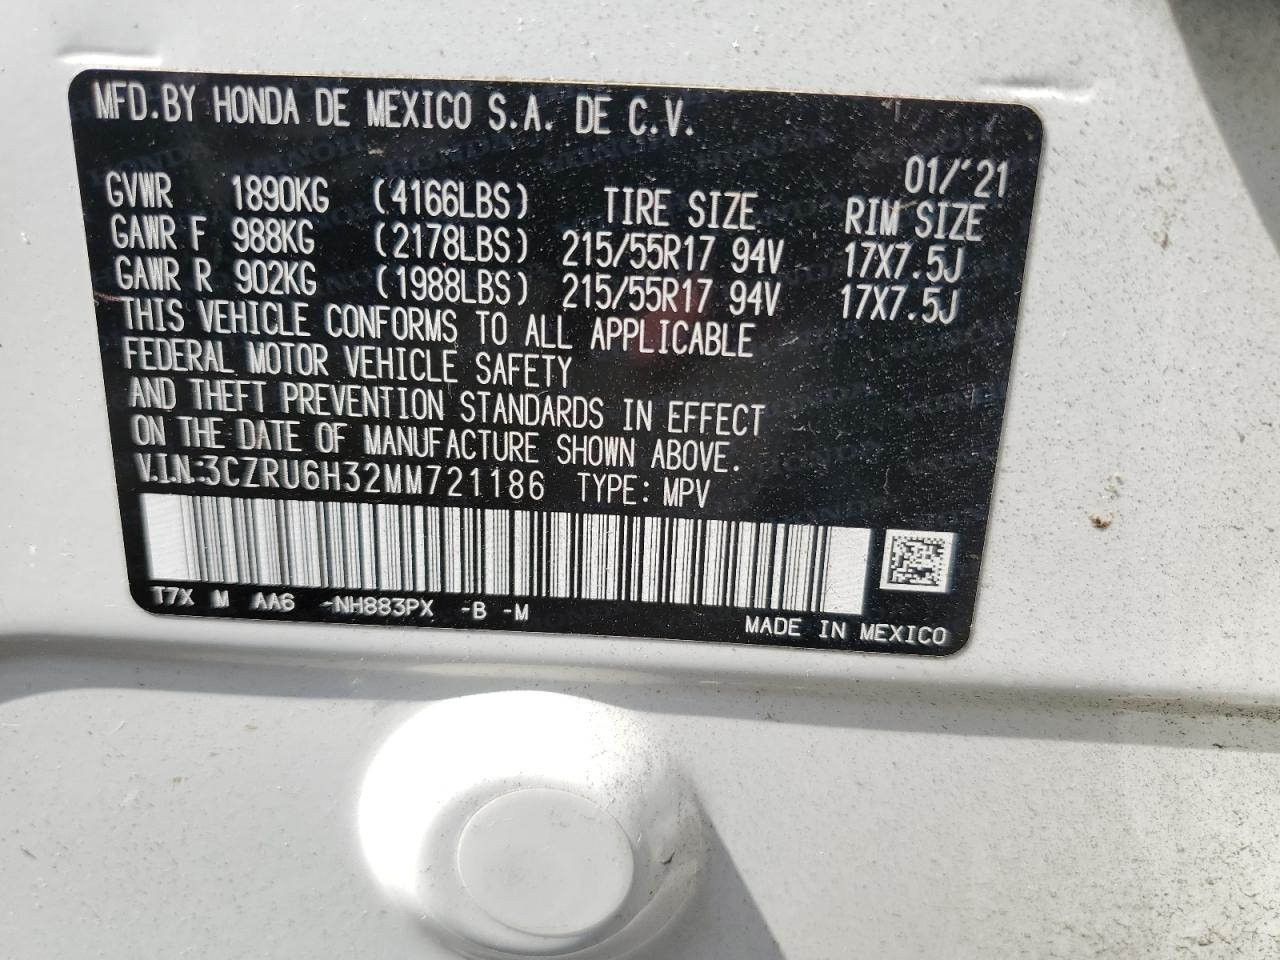 MFD.BY HONDA DE MEXICO S.A. DE C.V.
01/'21
GVWR 1890KG (4166LBS) TIRE SIZE RIM SIZE
GAWR F 988KG (2178LBS) 215/55R17 94V 17X7.5J
GAWR R 902KG (1988LBS) 215/55R17 94V 17X7.5J
THIS VEHICLE CONFORMS TO ALL APPLICABLE
FEDERAL MOTOR VEHICLE SAFETY
AND THEFT PREVENTION STANDARDS IN EFFECT
ON THE DATE OF MANUFACTURE SHOWN ABOVE.
V.I.N:3CZRU6H32MM721186 TYPE: MPV
T7X M AA6 -NH883PX -B -M
MADE IN MEXICO